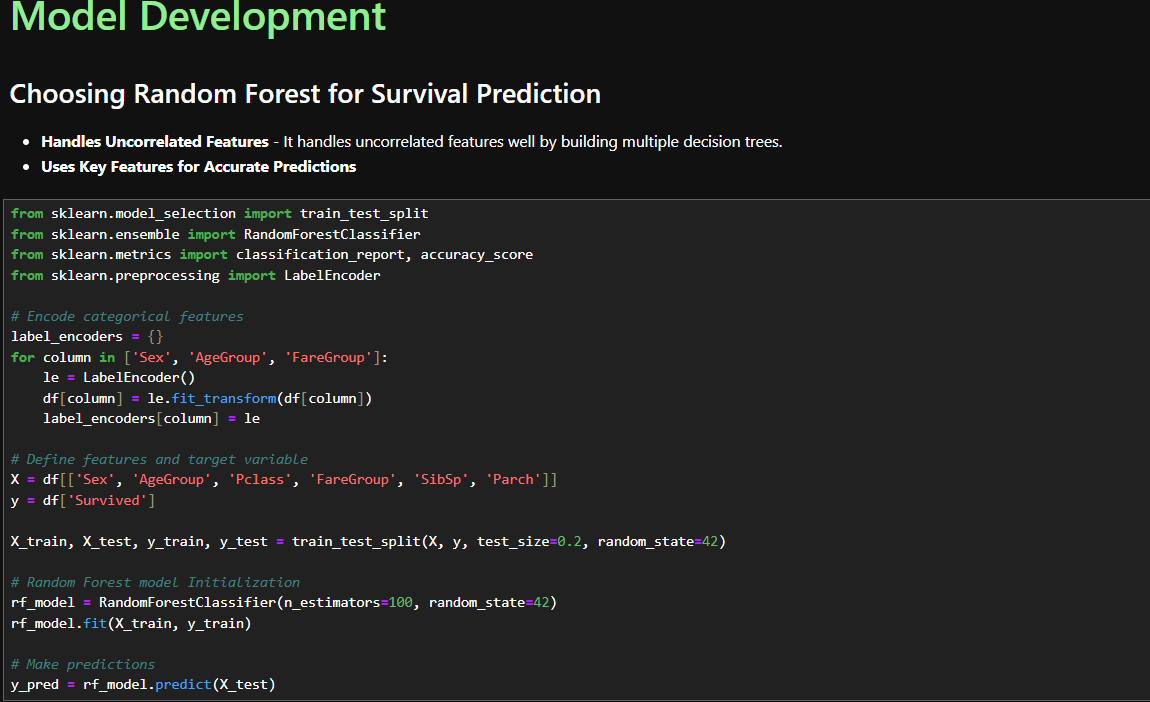 Model Development
Choosing Random Forest for Survival Prediction
• Handles Uncorrelated Features - It handles uncorrelated features well by building multiple decision trees.
• Uses Key Features for Accurate Predictions
from sklearn.model_selection import train_test_split
from sklearn.ensemble import RandomForestClassifier
from sklearn.metrics import classification_report, accuracy_score
from sklearn.preprocessing import LabelEncoder
# Encode categorical features
label_encoders = {}
for column in ['Sex', 'AgeGroup', 'FareGroup']:
    le = LabelEncoder()
    df[column] = le.fit_transform(df[column])
    label_encoders[column] = le
# Define features and target variable
X = df[['Sex', 'AgeGroup', 'Pclass', 'FareGroup', 'SibSp', 'Parch']]
y = df['Survived']
X_train, X_test, y_train, y_test = train_test_split(X, y, test_size=0.2, random_state=42)
# Random Forest model Initialization
rf_model = RandomForestClassifier(n_estimators=100, random_state=42)
rf_model.fit(X_train, y_train)
# Make predictions
y_pred = rf_model.predict(X_test)